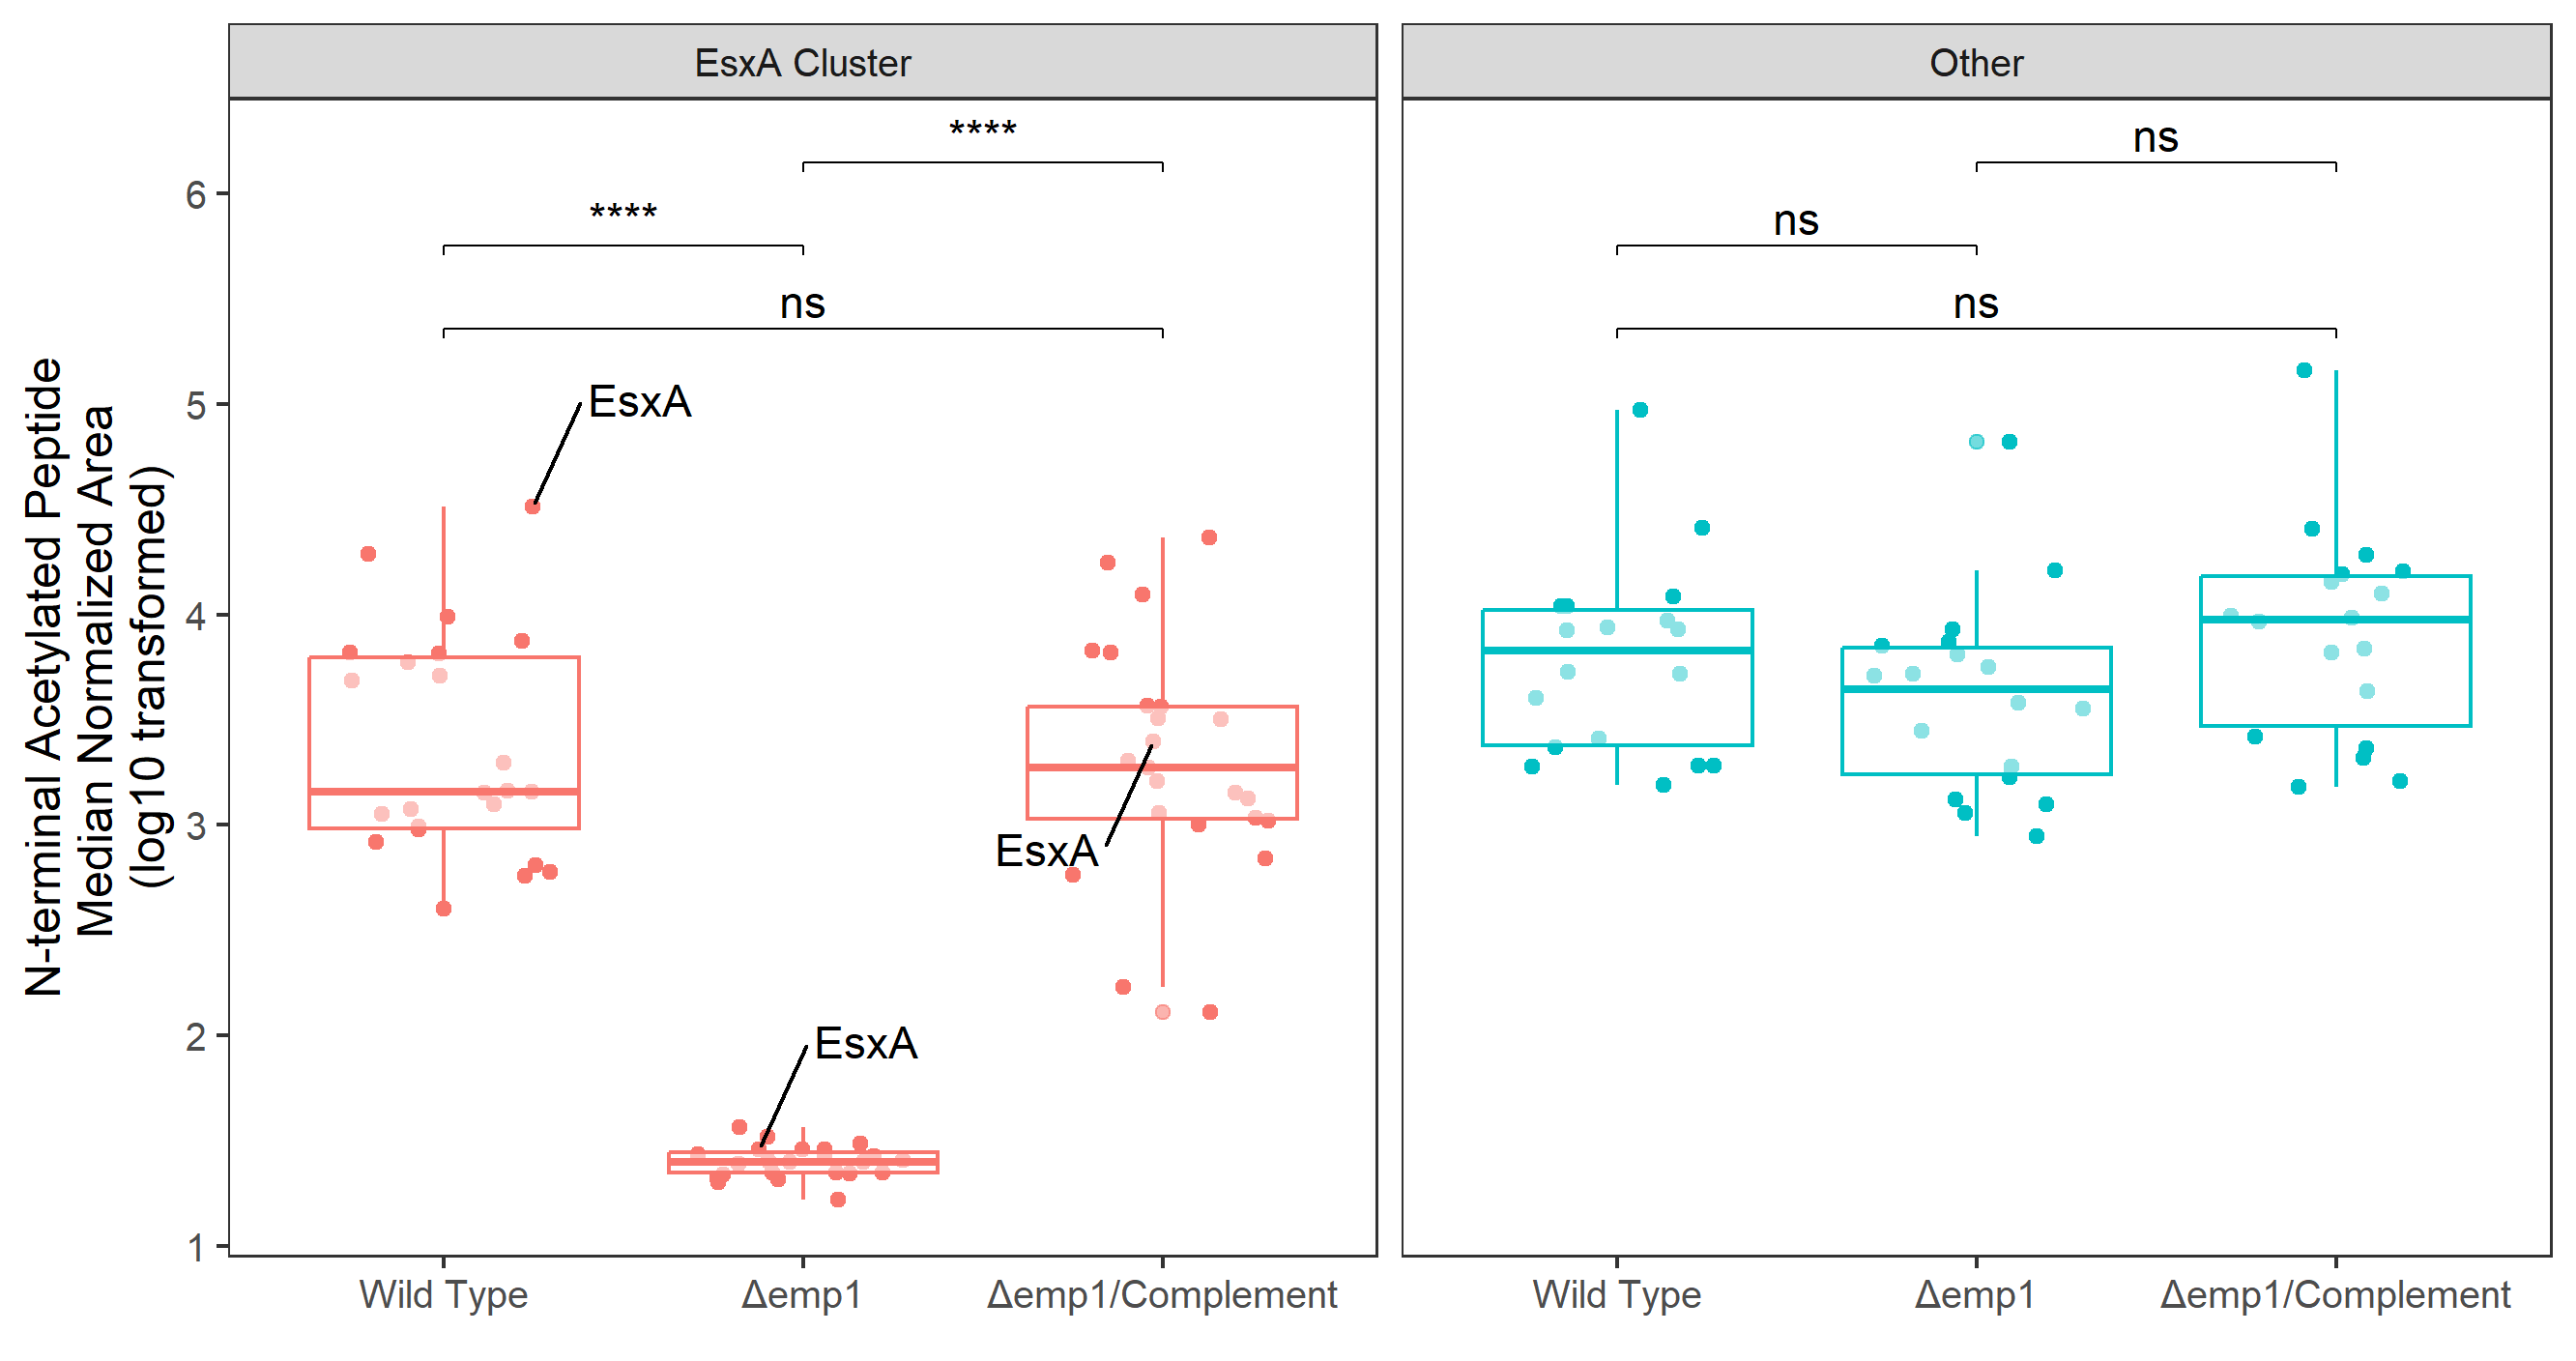 EsxA Cluster
Other
N-terminal Acetylated Peptide
Median Normalized Area
(log10 transformed)
6
5
4
3
2
1
****
****
ns
EsxA
EsxA
EsxA
ns
ns
ns
Wild Type
Δemp1
Δemp1/Complement
Wild Type
Δemp1
Δemp1/Complement